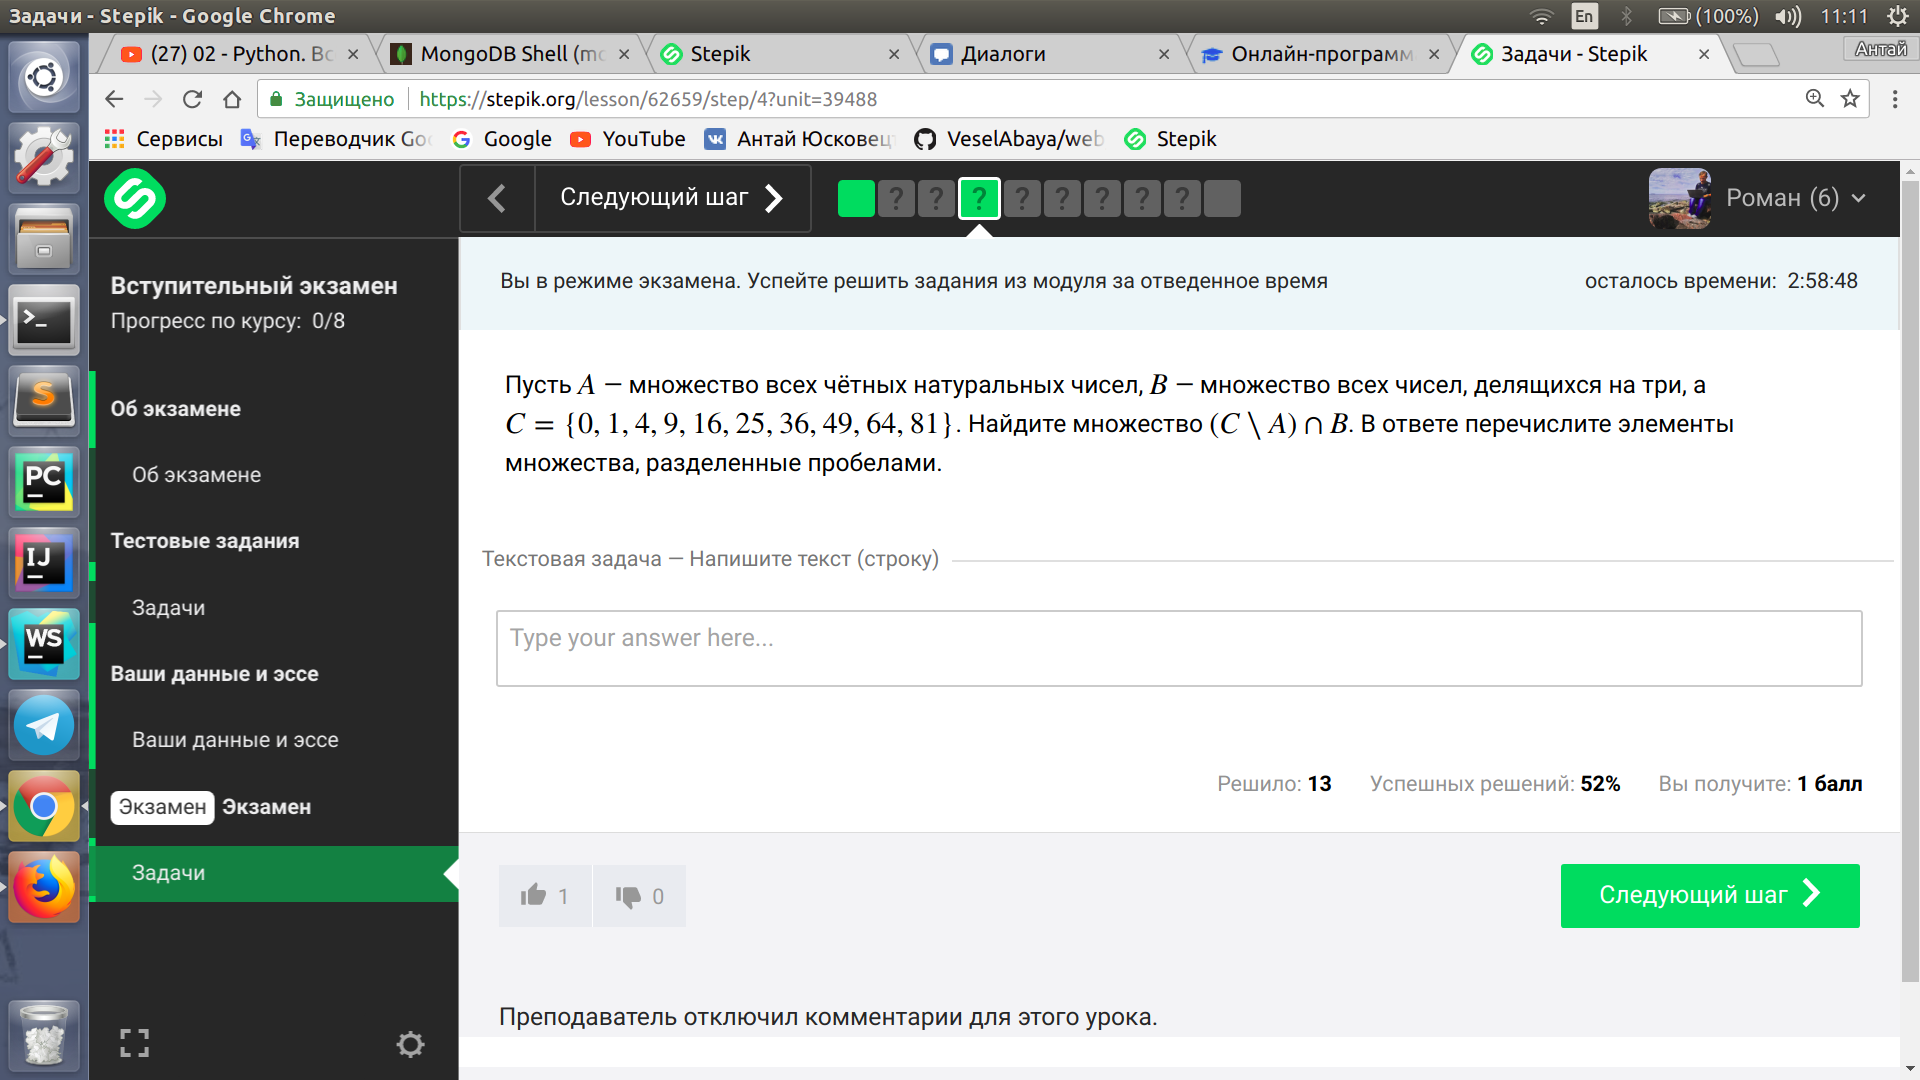 Задачи - Stepik - Google Chrome
En
(100%)
11:11
(27) 02 - Python. Вс
MongoDB Shell (mo
Stepik
Диалоги
Онлайн-программ
Задачи - Stepik
Антай
Защищено
https://stepik.org/lesson/62659/step/4?unit=39488
Сервисы
Переводчик Goo
Google
YouTube
Антай Юсковец
VeselAbaya/web
Stepik
Следующий шаг
? ? ? ? ? ? ? ?
Роман (6)
Вступительный экзамен
Прогресс по курсу: 0/8
Об экзамене
Об экзамене
Тестовые задания
Задачи
Ваши данные и эссе
Ваши данные и эссе
Экзамен Экзамен
Задачи
Вы в режиме экзамена. Успейте решить задания из модуля за отведенное время
осталось времени: 2:58:48
Пусть A — множество всех чётных натуральных чисел, B — множество всех чисел, делящихся на три, а
C = {0, 1, 4, 9, 16, 25, 36, 49, 64, 81}. Найдите множество (C \ A) ∩ B. В ответе перечислите элементы
множества, разделенные пробелами.
Текстовая задача — Напишите текст (строку)
Type your answer here...
Решило: 13
Успешных решений: 52%
Вы получите: 1 балл
1
0
Следующий шаг
Преподаватель отключил комментарии для этого урока.
PC
IJ
WS